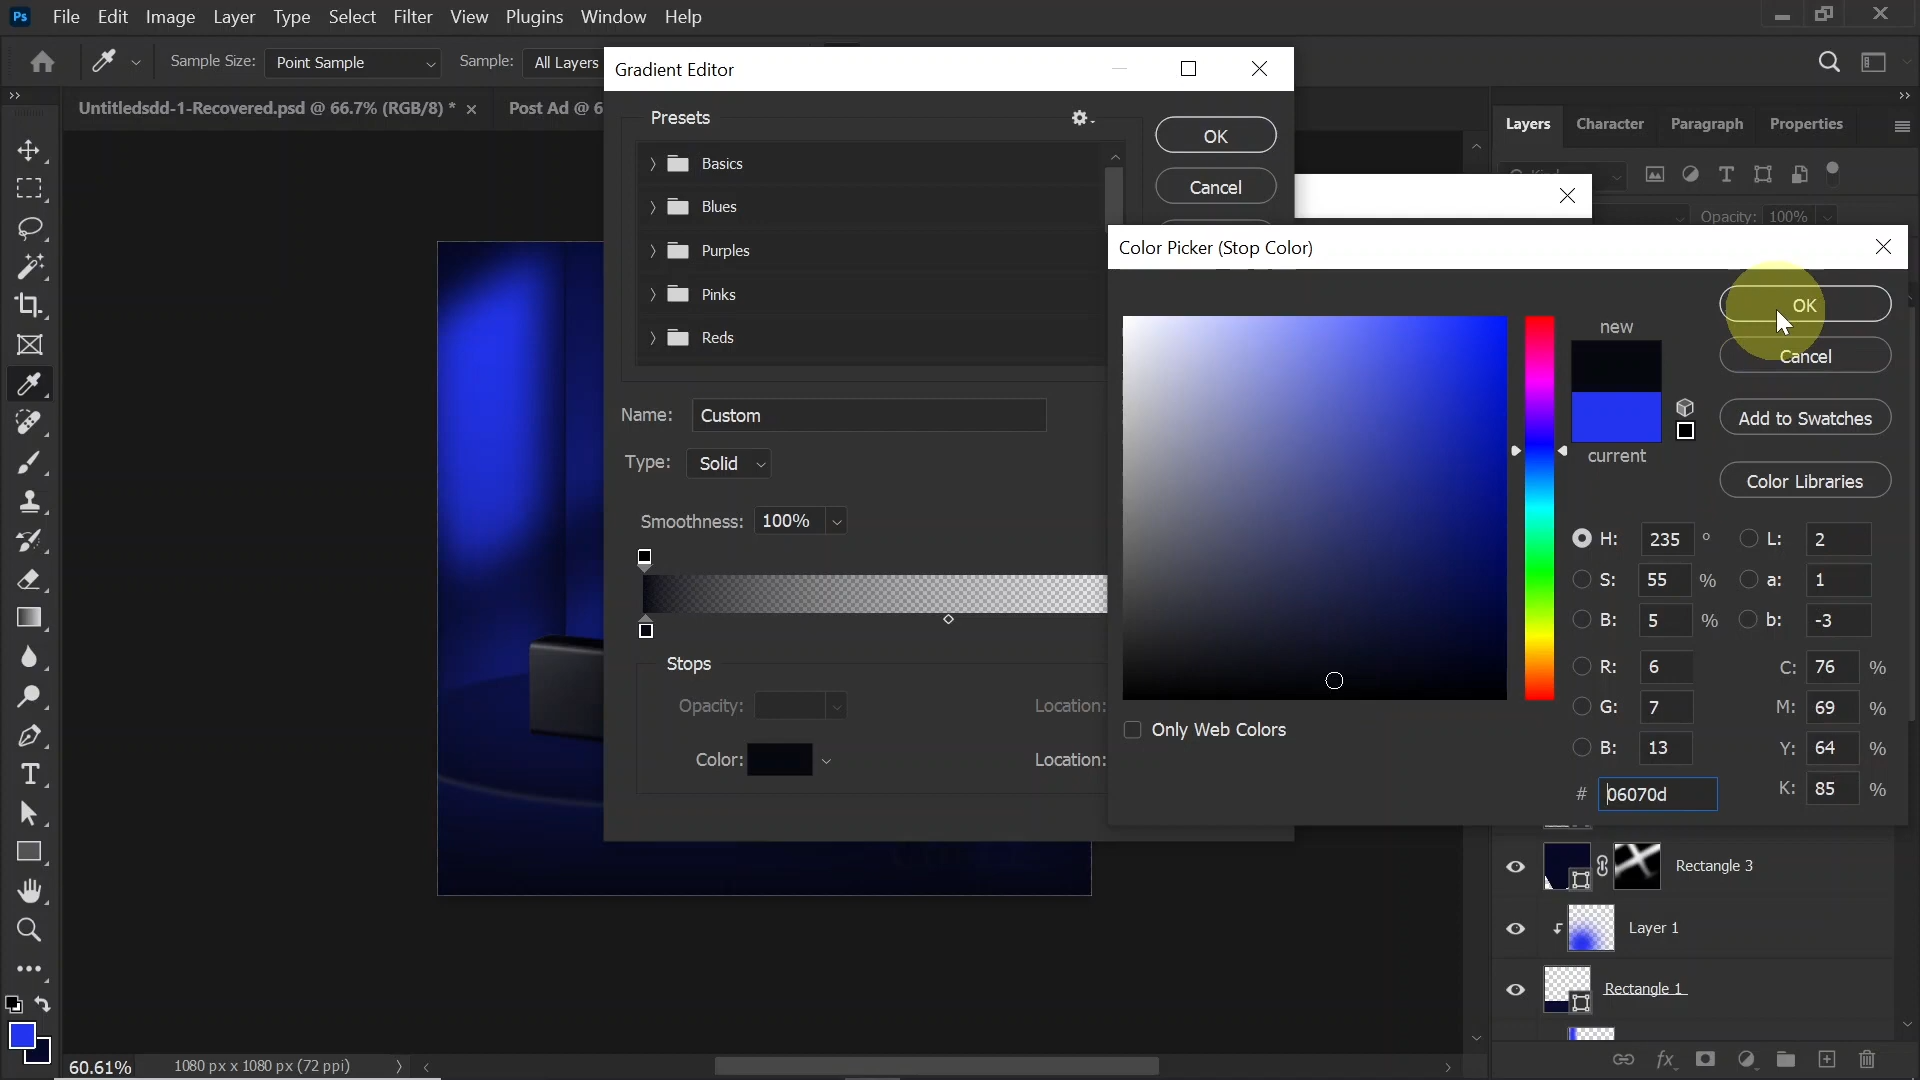 Ps File Edit Image Layer Type Select Filter View Plugins Window Help
Sample Size: Point Sample Sample: All Layers
Gradient Editor
Untitledsdd-1-Recovered.psd @ 66.7% (RGB/8) * Post Ad @ 6
Layers Character Paragraph Properties
Presets
OK
Cancel
Basics
Blues
Purples
Pinks
Reds
Opacity: 100%
Name: Custom
Type: Solid
Smoothness: 100%
Stops
Opacity: Location:
Color: Location:
Color Picker (Stop Color)
OK
Cancel
Add to Swatches
Color Libraries
new
current
H: 235 ° L: 2
S: 55 % a: 1
B: 5 % b: -3
R: 6 C: 76 %
G: 7 M: 69 %
B: 13 Y: 64 %
# 06070d K: 85 %
Only Web Colors
Rectangle 3
Layer 1
Rectangle 1
fx
60.61% 1080 px x 1080 px (72 ppi)